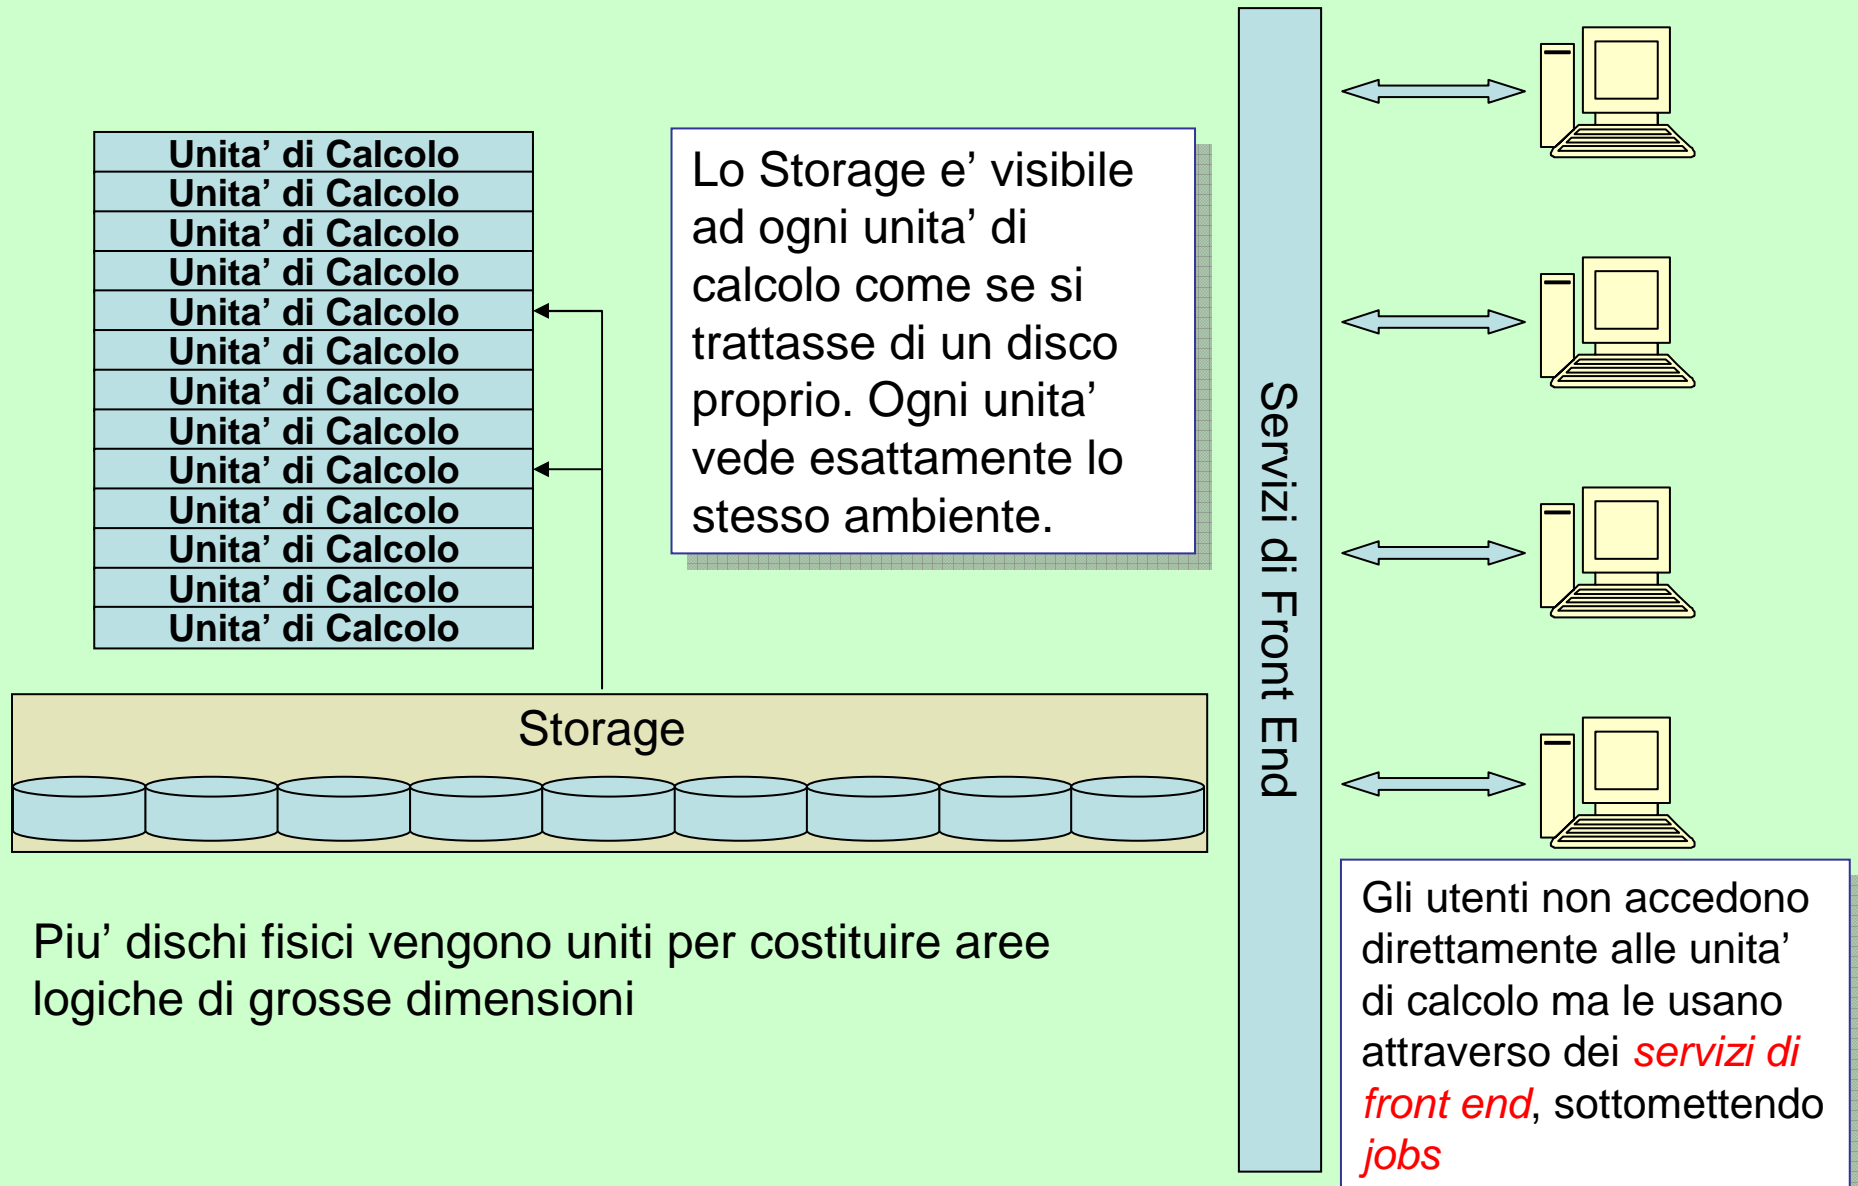 Unita’ di Calcolo
Unita’ di Calcolo
Unita’ di Calcolo
Unita’ di Calcolo
Unita’ di Calcolo
Unita’ di Calcolo
Unita’ di Calcolo
Unita’ di Calcolo
Unita’ di Calcolo
Unita’ di Calcolo
Unita’ di Calcolo
Unita’ di Calcolo
Unita’ di Calcolo
Lo Storage e’ visibile
ad ogni unita’ di
calcolo come se si
trattasse di un disco
proprio. Ogni unita’
vede esattamente lo
stesso ambiente.
Servizi di Front End
Storage
Piu’ dischi fisici vengono uniti per costituire aree
logiche di grosse dimensioni
Gli utenti non accedono
direttamente alle unita’
di calcolo ma le usano
attraverso dei servizi di
front end, sottomettendo
jobs